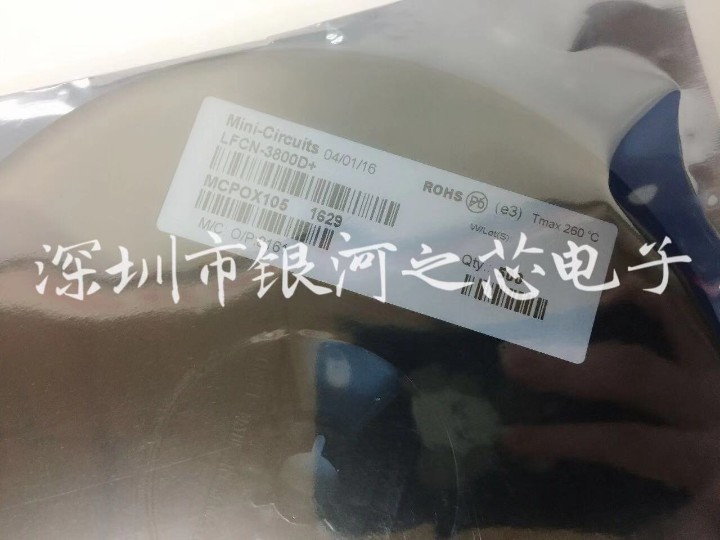 Mini-Circuits 04/01/16
LFCN-3800D+
ROHS Pb (e3) Tmax 260 °C
MCPOX105 1629
M/C O/P
Qty.:
深圳市银河之芯电子